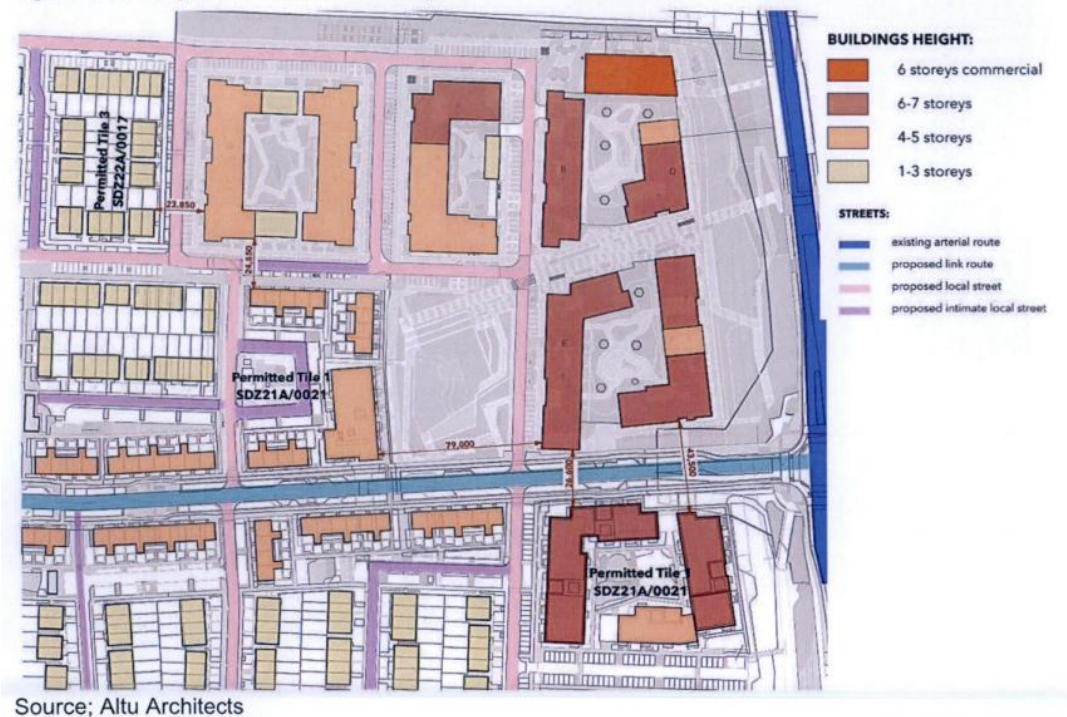 BUILDINGS HEIGHT:
6 storeys commercial
6-7 storeys
4-5 storeys
1-3 storeys
STREETS:
existing arterial route
proposed link route
proposed local street
proposed intimate local street
Permitted Tile 3
SDZ22A/0017
23,850
24,550
Permitted Tile 1
SDZ21A/0021
79,000
26,600
43,500
Permitted Tile 1
SDZ21A/0021
Source; Altu Architects